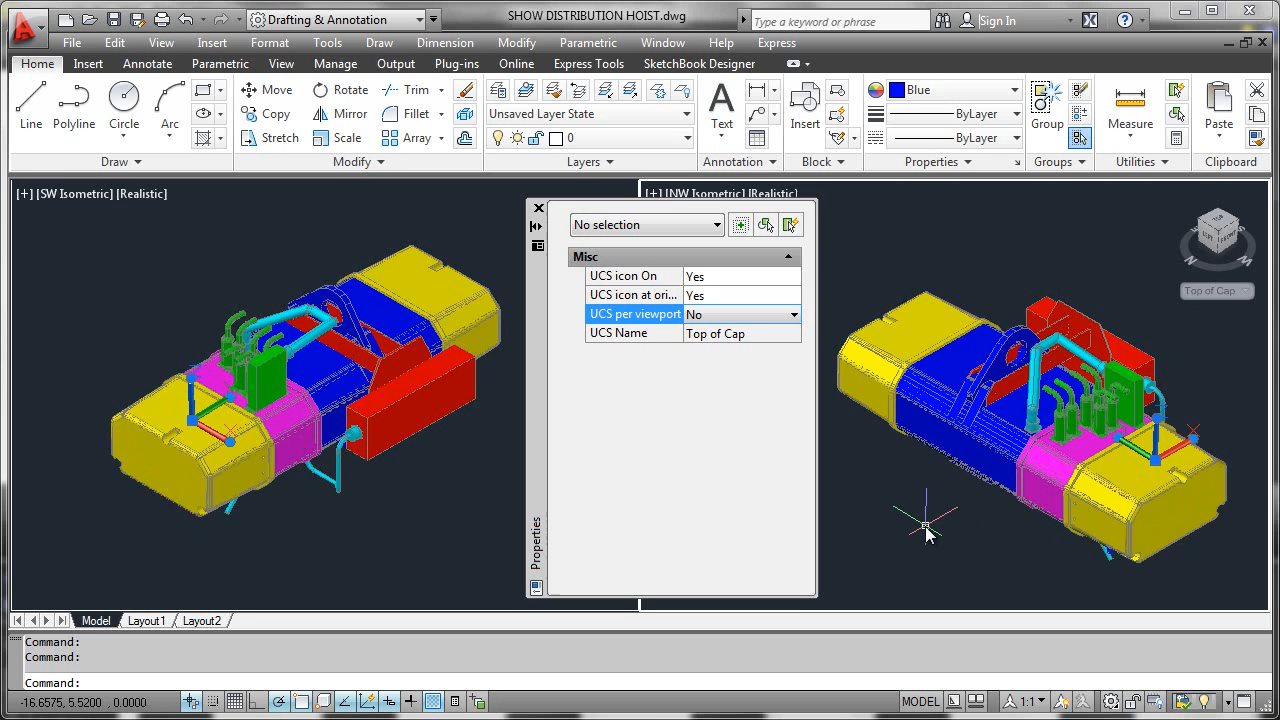 Drafting & Annotation
SHOW DISTRIBUTION HOIST.dwg
Type a keyword or phrase
Sign In
File Edit View Insert Format Tools Draw Dimension Modify Parametric Window Help Express
Home Insert Annotate Parametric View Manage Output Plug-ins Online Express Tools SketchBook Designer
Line Polyline Circle Arc
Move Rotate Trim
Copy Mirror Fillet
Stretch Scale Array
Unsaved Layer State
0
Text
Insert
Blue
ByLayer
ByLayer
Group
Measure
Paste
Draw Modify Layers Annotation Block Properties Groups Utilities Clipboard
[+] [SW Isometric] [Realistic]
[+] [NW Isometric] [Realistic]
No selection
Misc
UCS icon On Yes
UCS icon at ori... Yes
UCS per viewport No
UCS Name Top of Cap
Properties
TOP
N W
Top of Cap
Model Layout1 Layout2
Command:
Command:
Command:
-16.6575, 5.5200 , 0.0000
MODEL
1:1